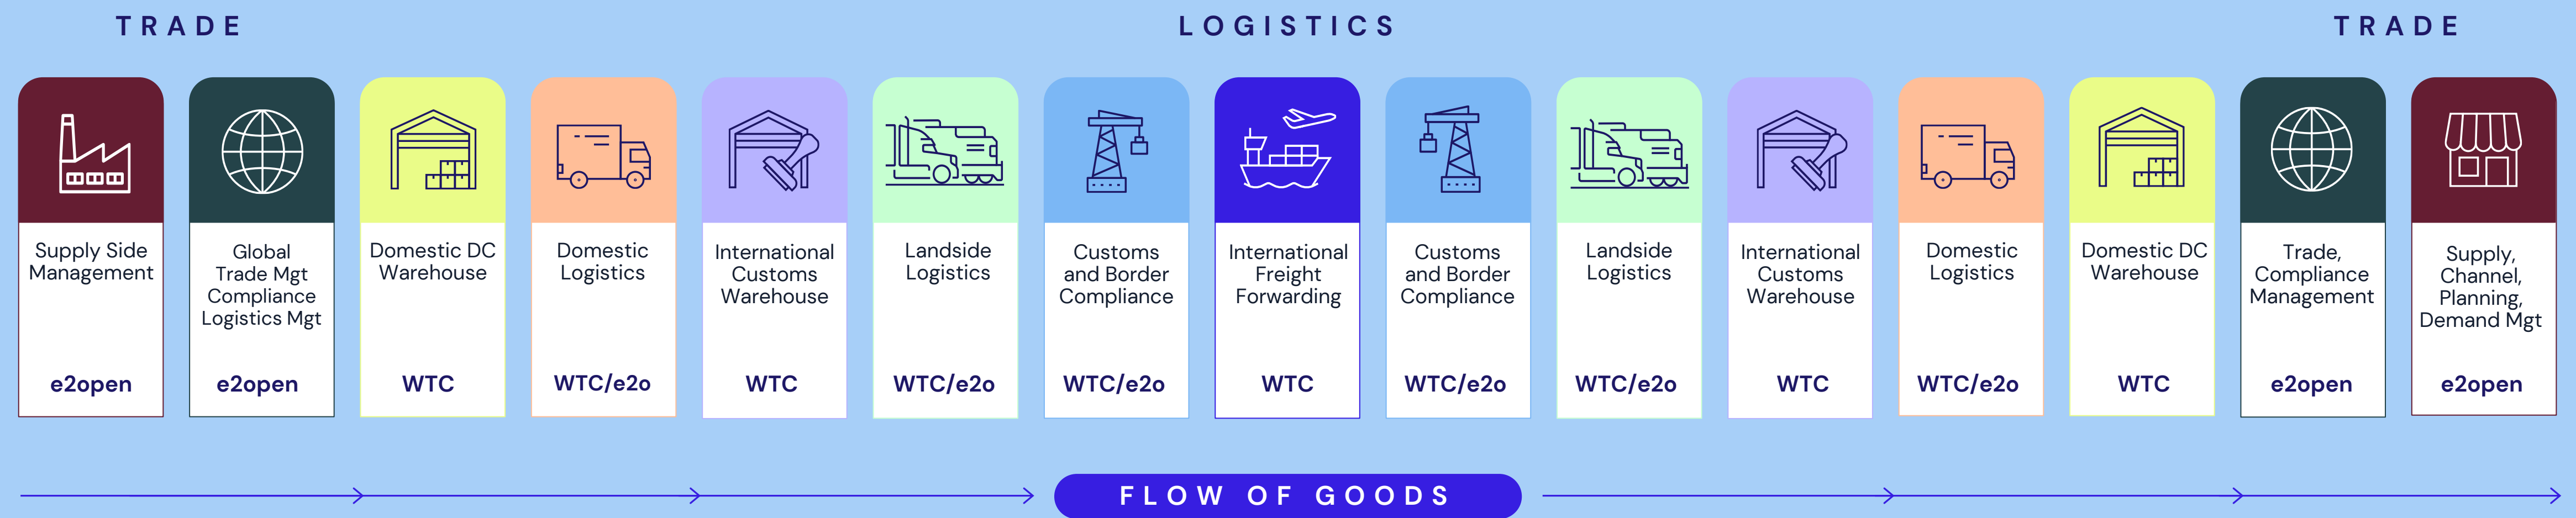 TRADE
LOGISTICS
TRADE
Supply Side
Management
e2open
Global
Trade Mgt
Compliance
Logistics Mgt
e2open
Domestic DC
Warehouse
WTC
Domestic
Logistics
WTC/e2o
International
Customs
Warehouse
WTC
Landside
Logistics
WTC/e2o
Customs
and Border
Compliance
WTC/e2o
International
Freight
Forwarding
WTC
Customs
and Border
Compliance
WTC/e2o
Landside
Logistics
WTC/e2o
International
Customs
Warehouse
WTC
Domestic
Logistics
WTC/e2o
Domestic DC
Warehouse
WTC
Trade,
Compliance
Management
e2open
Supply,
Channel,
Planning,
Demand Mgt
e2open
FLOW OF GOODS